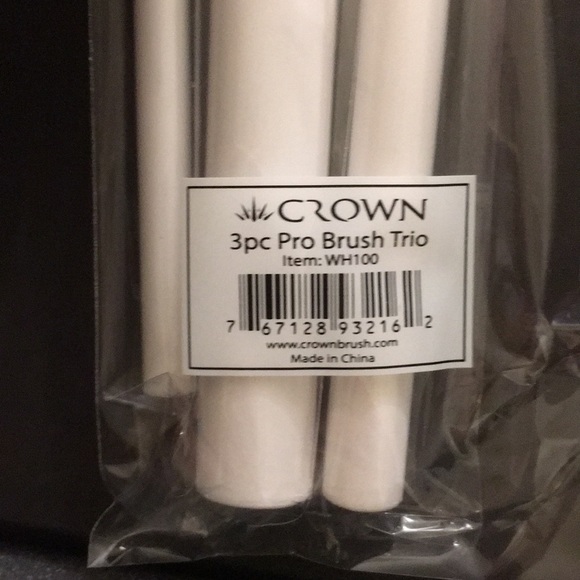 CROWN
3pc Pro Brush Trio
Item: WH100
7 67128 93216 2
www.crownbrush.com
Made in China